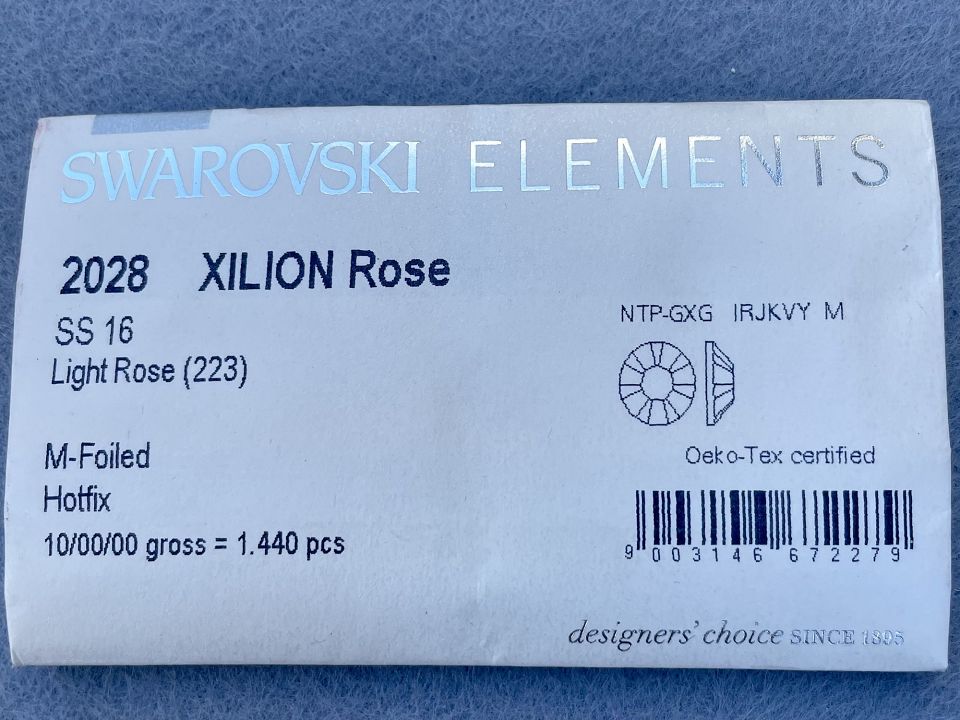 SWAROVSKI ELEMENTS
2028 XILION Rose
SS 16
Light Rose (223)
NTP-GXG IRJKVY M
M-Foiled
Hotfix
10/00/00 gross = 1.440 pcs
Oeko-Tex certified
9 003146 672279
designers' choice SINCE 1895